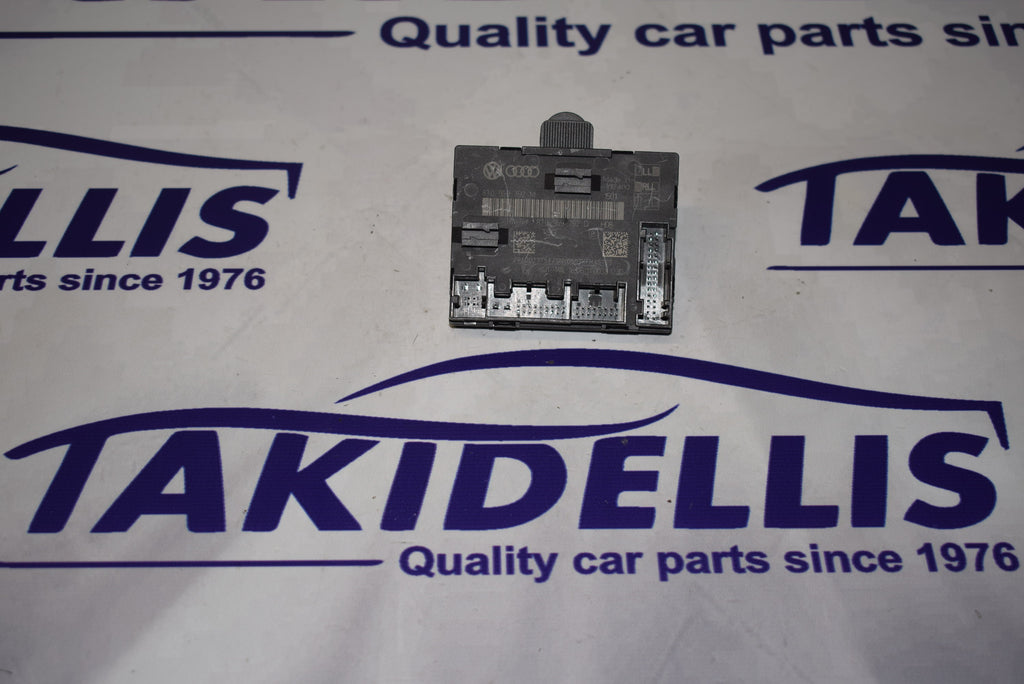 Quality car parts sin
LLIS
rts since 1976
TAK
TAKIDELLIS
Quality car parts since 1976